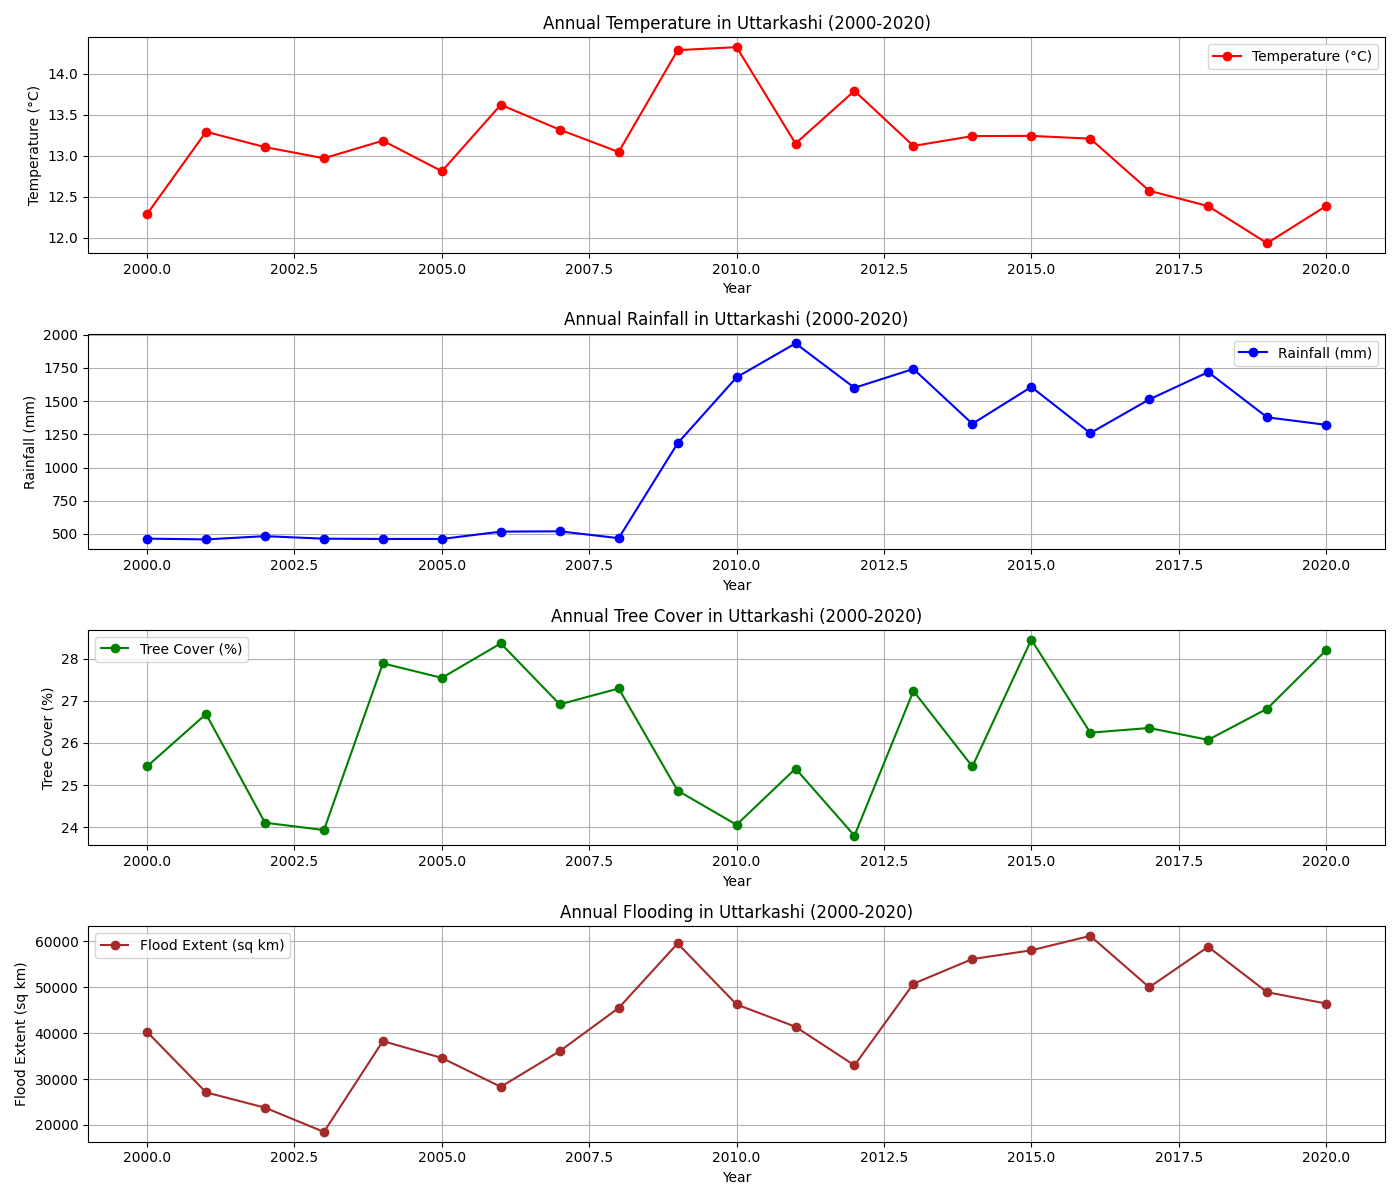 Annual Temperature in Uttarkashi (2000-2020)
Temperature (°C)
14.0
13.5
13.0
12.5
12.0
Temperature (°C)
2000.0 2002.5 2005.0 2007.5 2010.0 2012.5 2015.0 2017.5 2020.0
Year
Annual Rainfall in Uttarkashi (2000-2020)
Rainfall (mm)
2000
1750
1500
1250
1000
750
500
Rainfall (mm)
2000.0 2002.5 2005.0 2007.5 2010.0 2012.5 2015.0 2017.5 2020.0
Year
Annual Tree Cover in Uttarkashi (2000-2020)
Tree Cover (%)
28
27
26
25
24
Tree Cover (%)
2000.0 2002.5 2005.0 2007.5 2010.0 2012.5 2015.0 2017.5 2020.0
Year
Annual Flooding in Uttarkashi (2000-2020)
Flood Extent (sq km)
60000
50000
40000
30000
20000
Flood Extent (sq km)
2000.0 2002.5 2005.0 2007.5 2010.0 2012.5 2015.0 2017.5 2020.0
Year